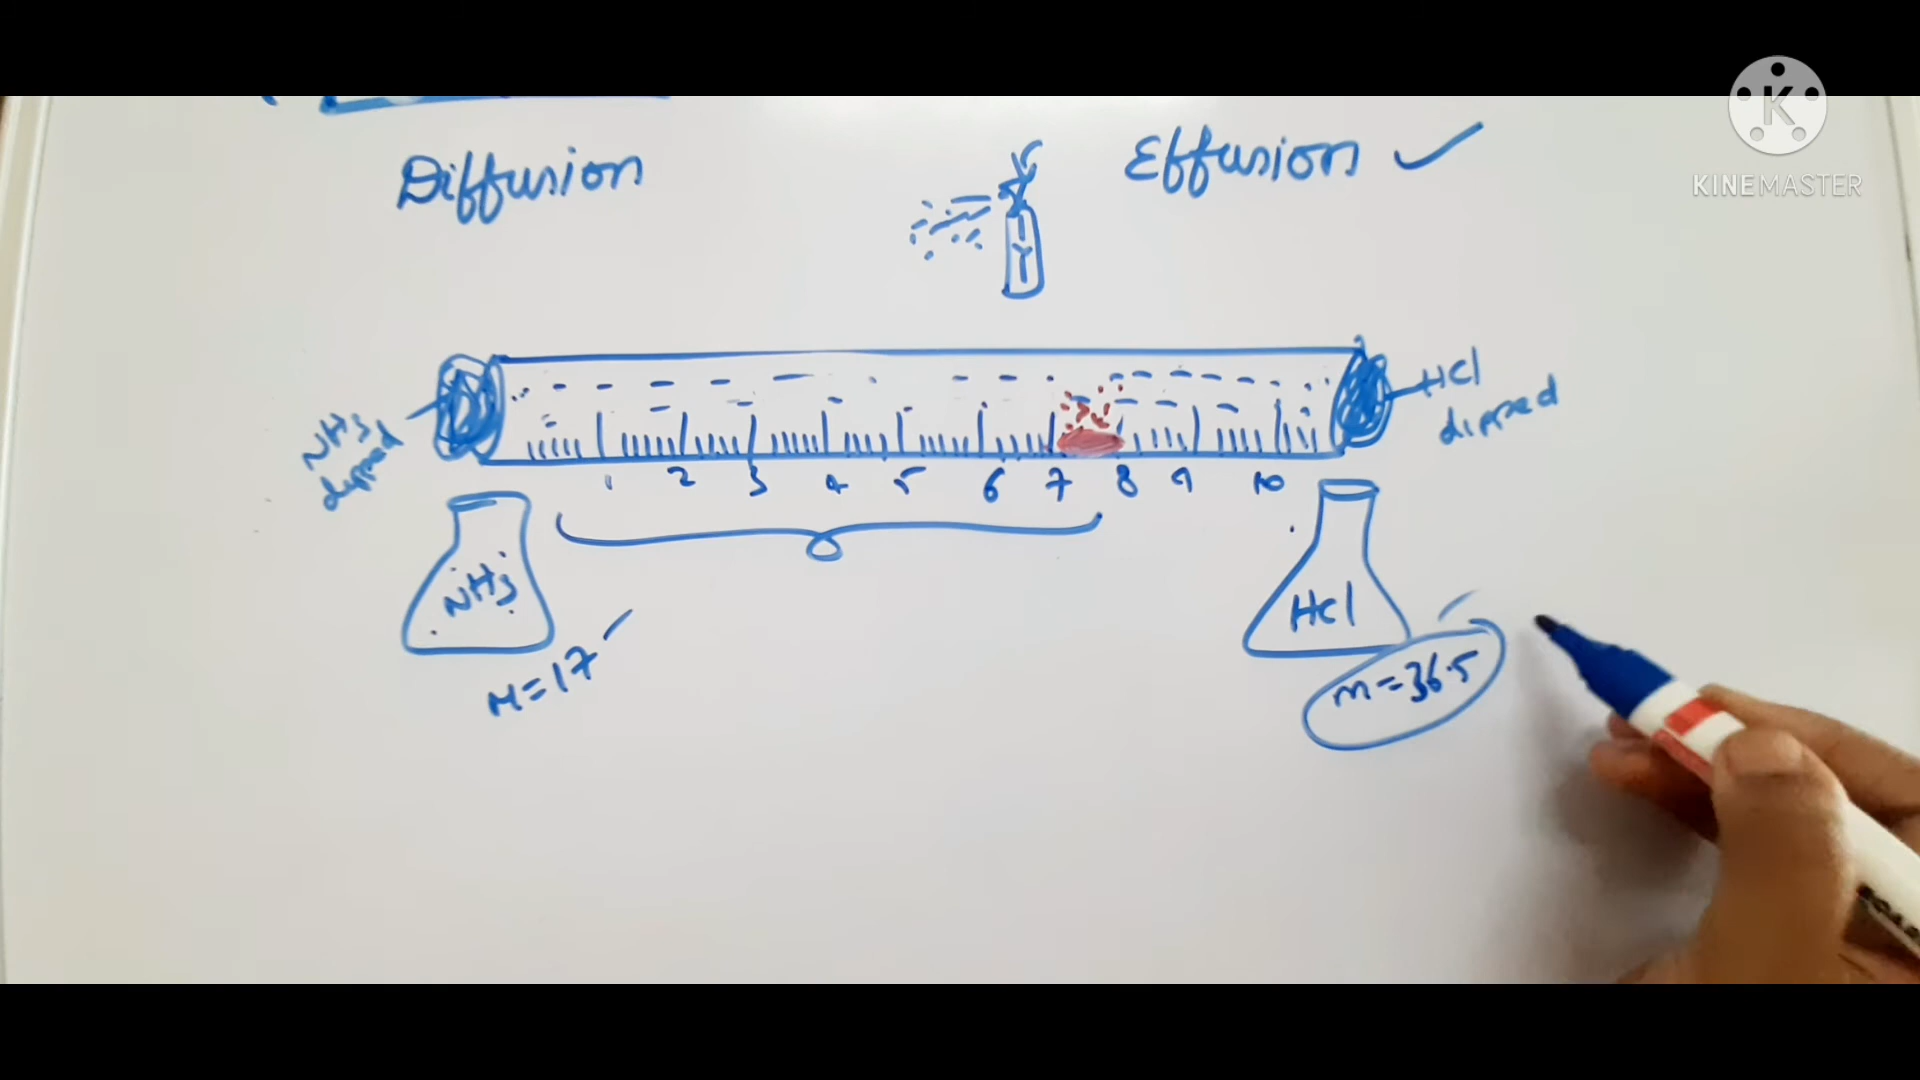 Diffusion
Effusion
K
KINEMASTER
NH3
dipped
HCl
dipped
1 2 3 4 5 6 7 8 9 10
NH3
M=17
HCl
m=36.5